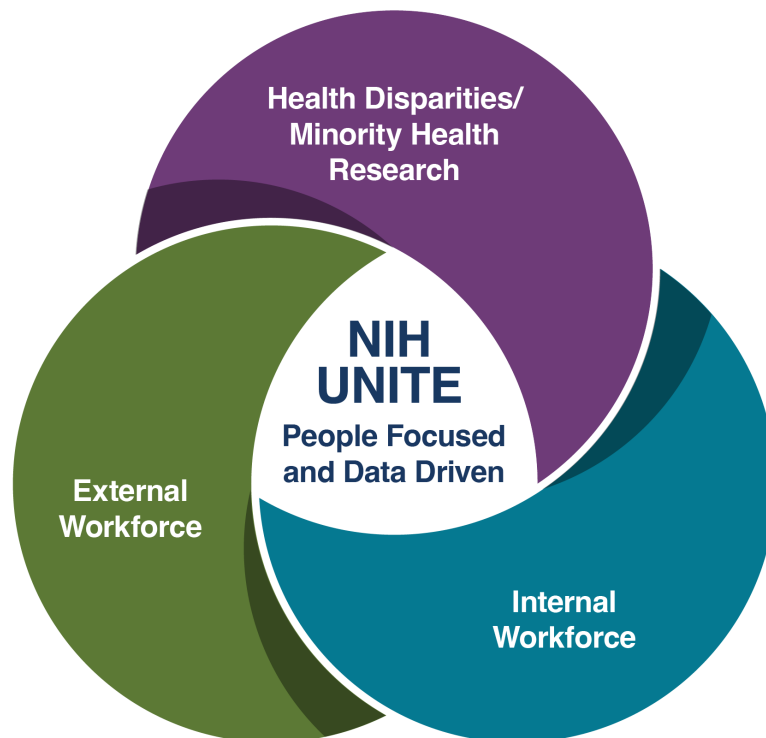 Health Disparities/
Minority Health
Research
NIH
UNITE
People Focused
and Data Driven
External
Workforce
Internal
Workforce